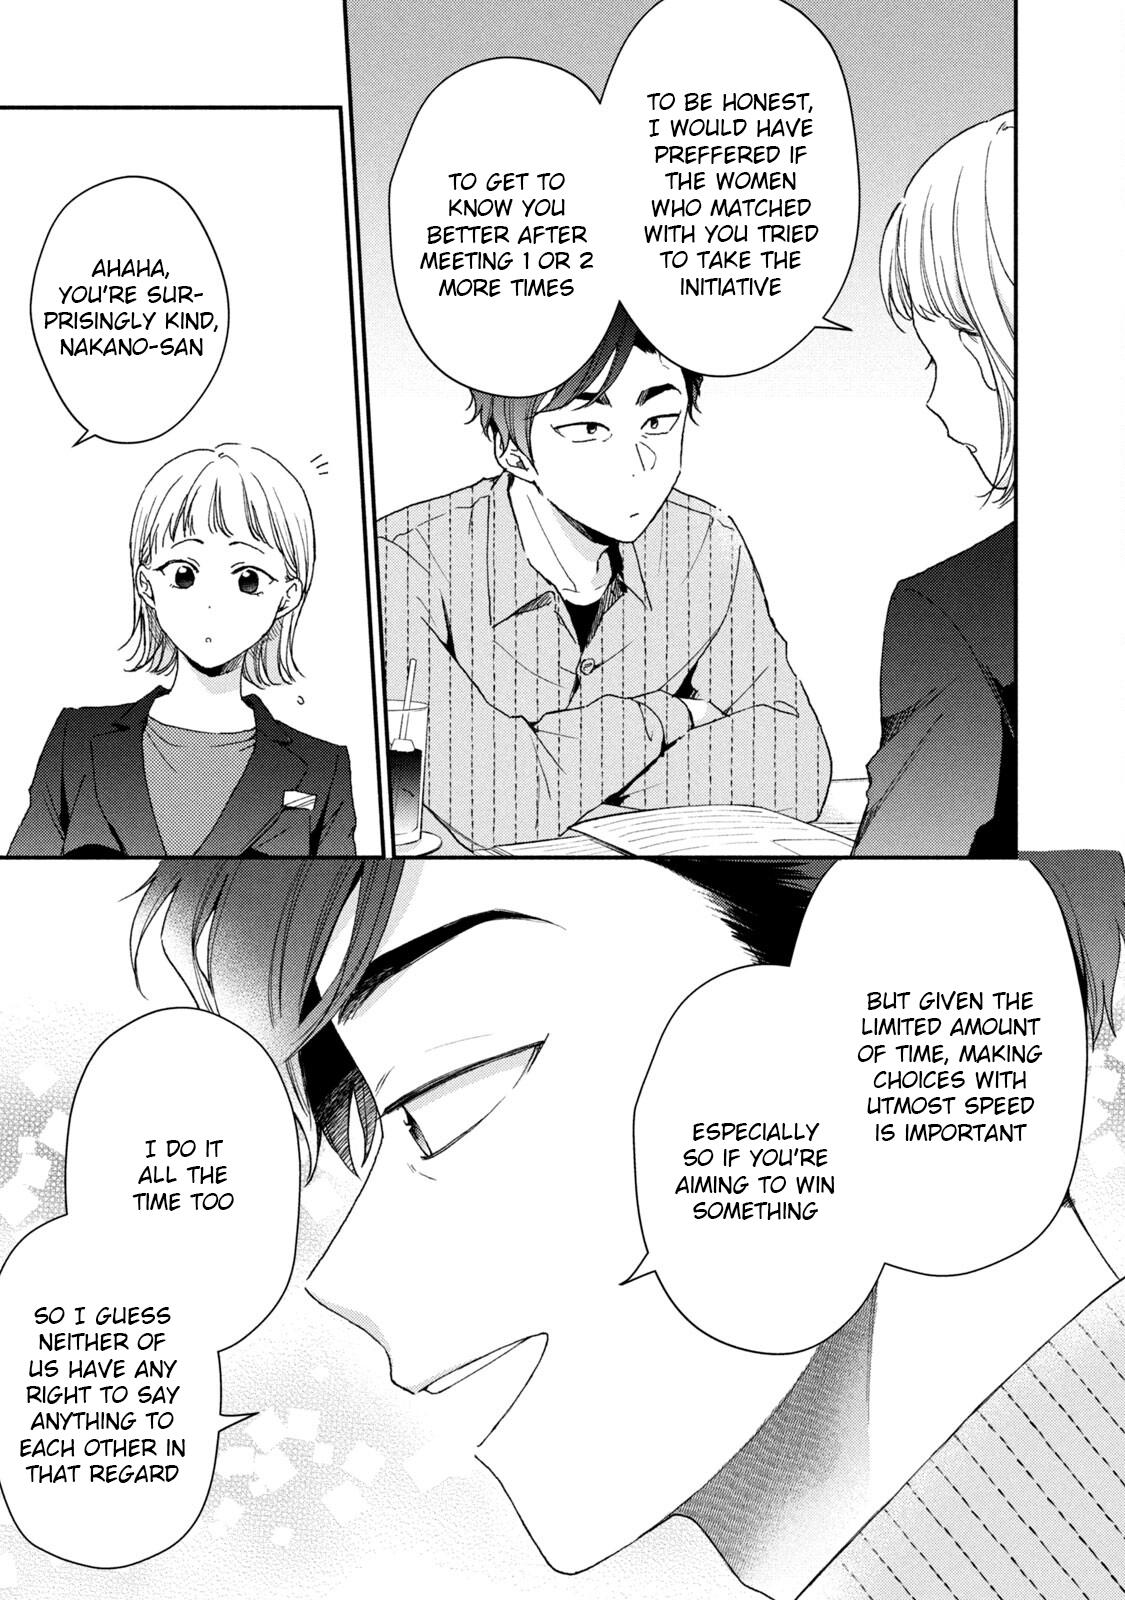 TO BE HONEST,
I WOULD HAVE
PREFFERED IF
THE WOMEN
WHO MATCHED
WITH YOU TRIED
TO TAKE THE
INITIATIVE
TO GET TO
KNOW YOU
BETTER AFTER
MEETING 1 OR 2
MORE TIMES
AHAHA,
YOU'RE SUR-
PRISINGLY KIND,
NAKANO-SAN
BUT GIVEN THE
LIMITED AMOUNT
OF TIME, MAKING
CHOICES WITH
UTMOST SPEED
IS IMPORTANT
ESPECIALLY
SO IF YOU'RE
AIMING TO WIN
SOMETHING
I DO IT
ALL THE
TIME TOO
SO I GUESS
NEITHER OF
US HAVE ANY
RIGHT TO SAY
ANYTHING TO
EACH OTHER IN
THAT REGARD